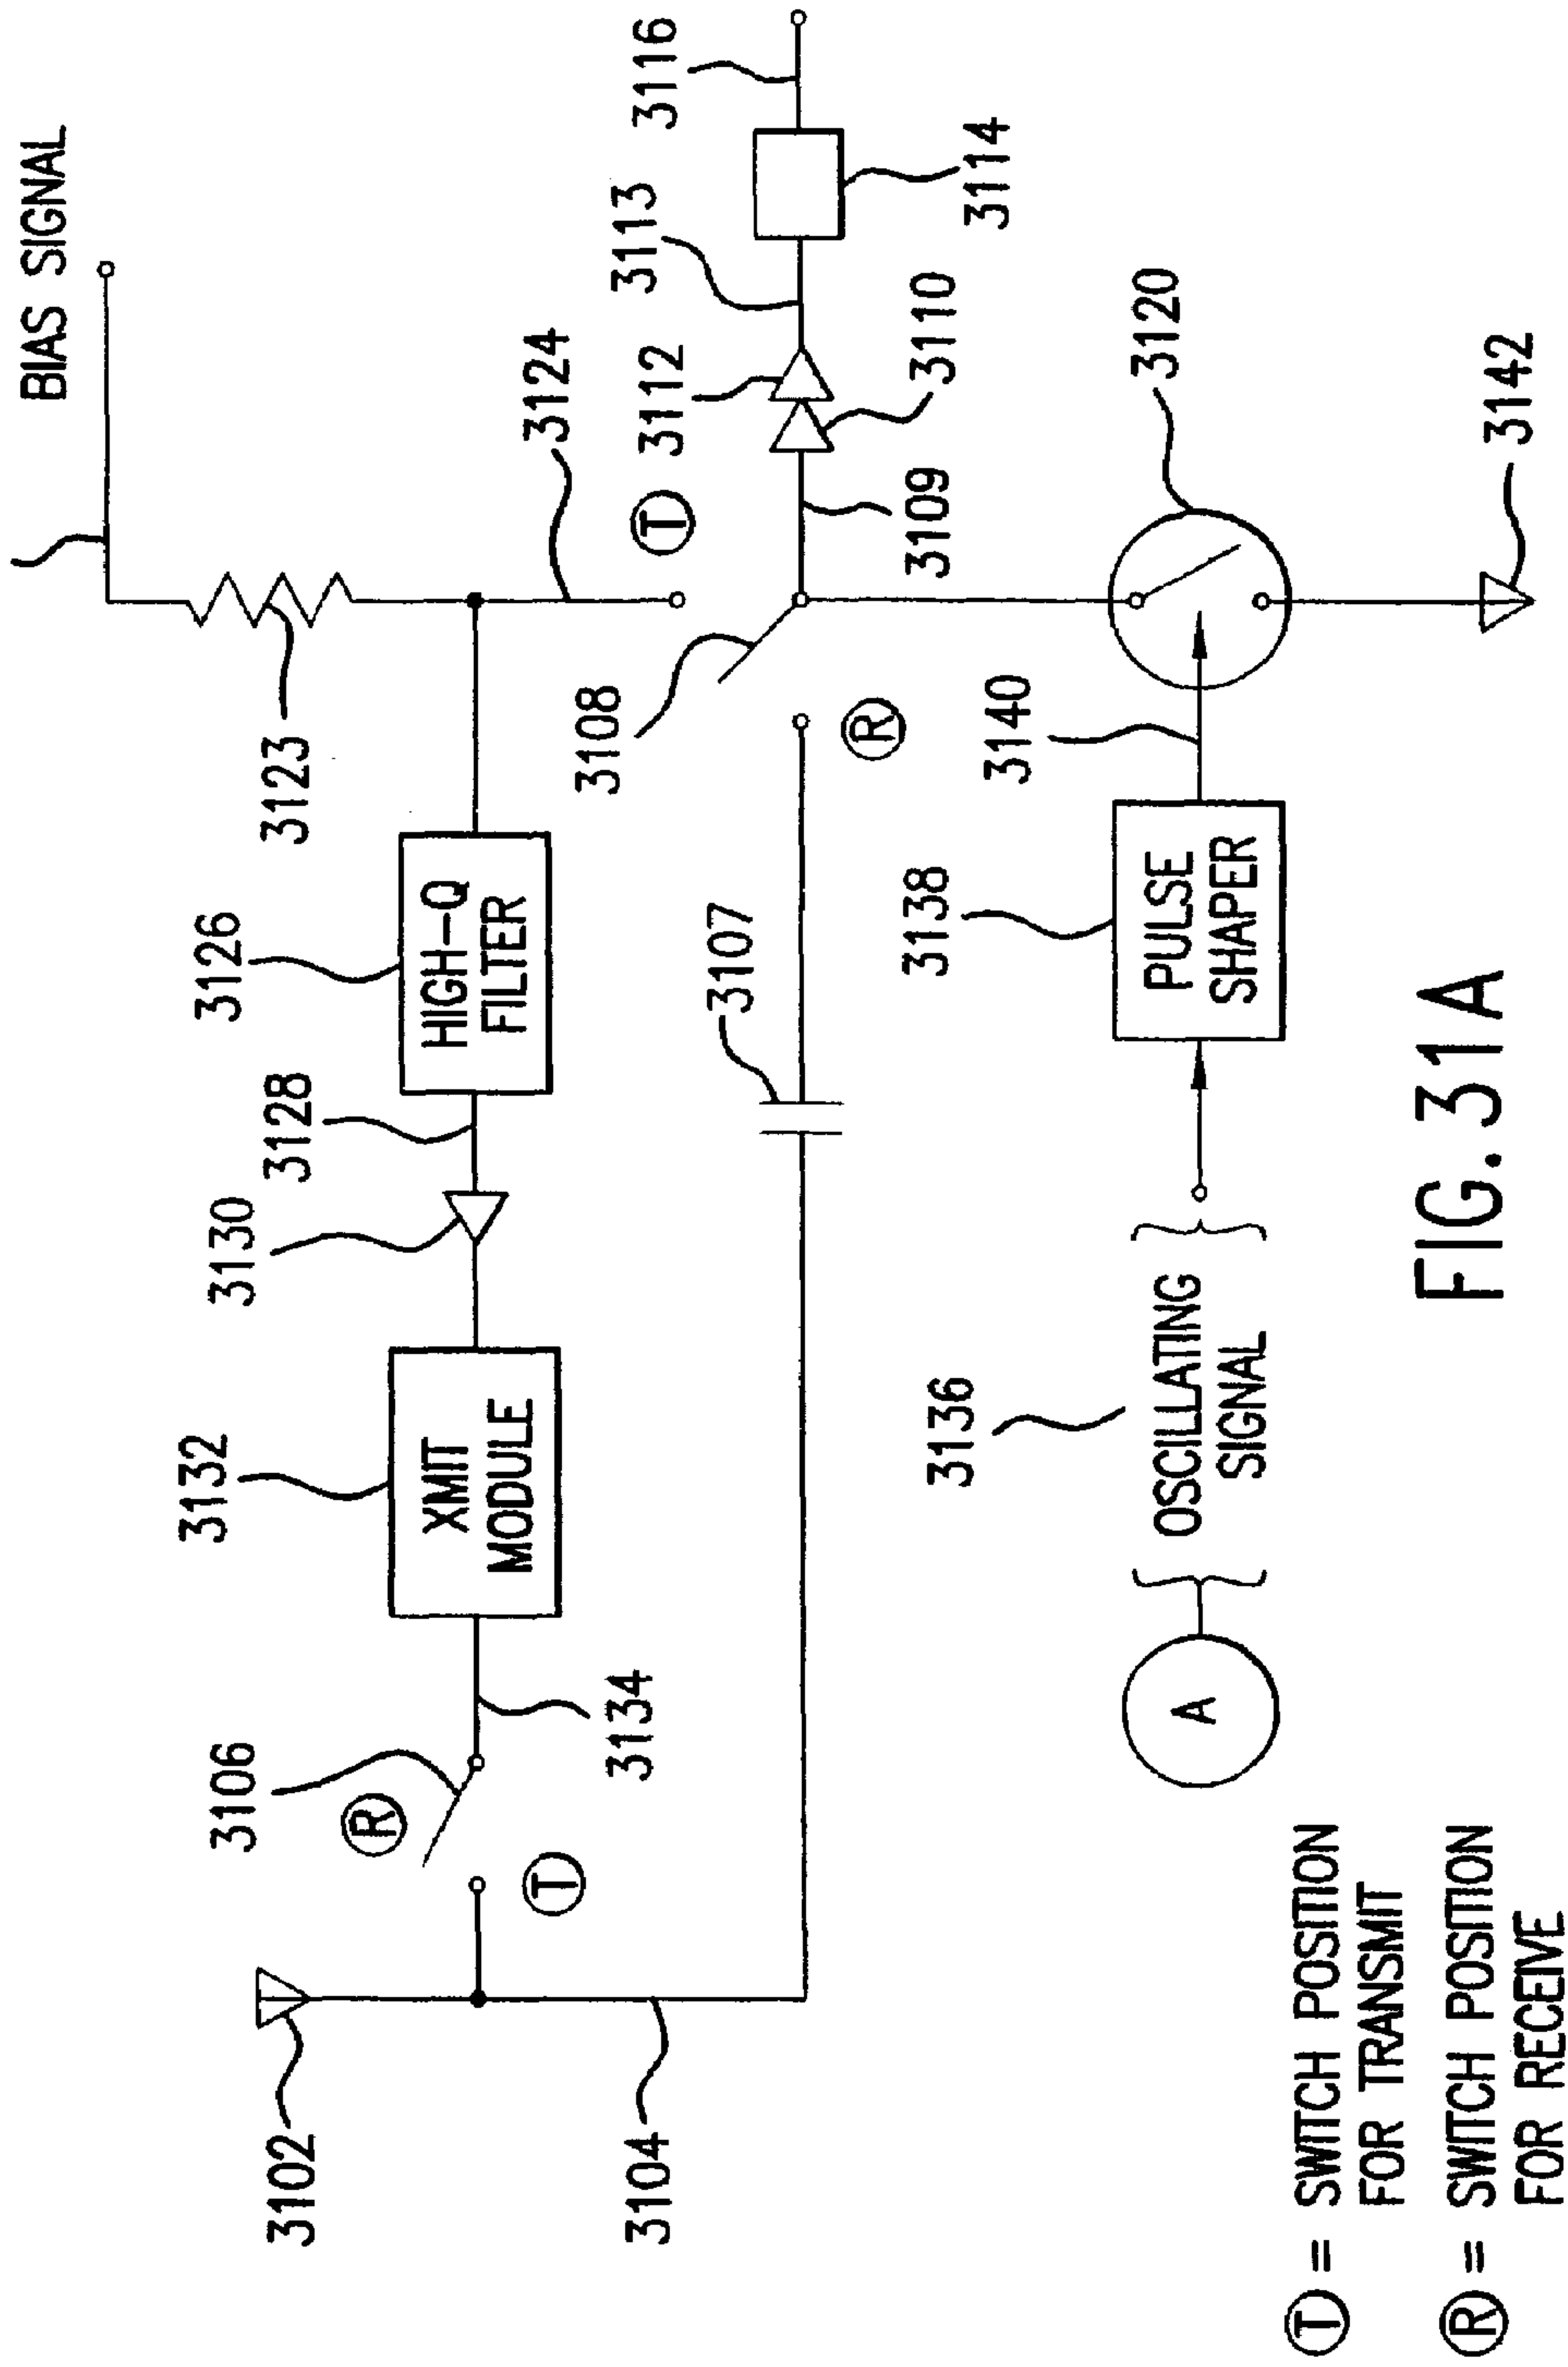 BIAS SIGNAL
3123
3124
3126
HIGH-Q
FILTER
3128
3130
3132
XMIT
MODULE
3134
3106
R
T
3102
3104
3107
3108
T
R
3109
3110
3112
3113
3114
3116
3120
3142
3140
3138
PULSE
SHAPER
3136
OSCILLATING
SIGNAL
A
T = SWITCH POSITION
FOR TRANSMIT
R = SWITCH POSITION
FOR RECEIVE
FIG. 31A